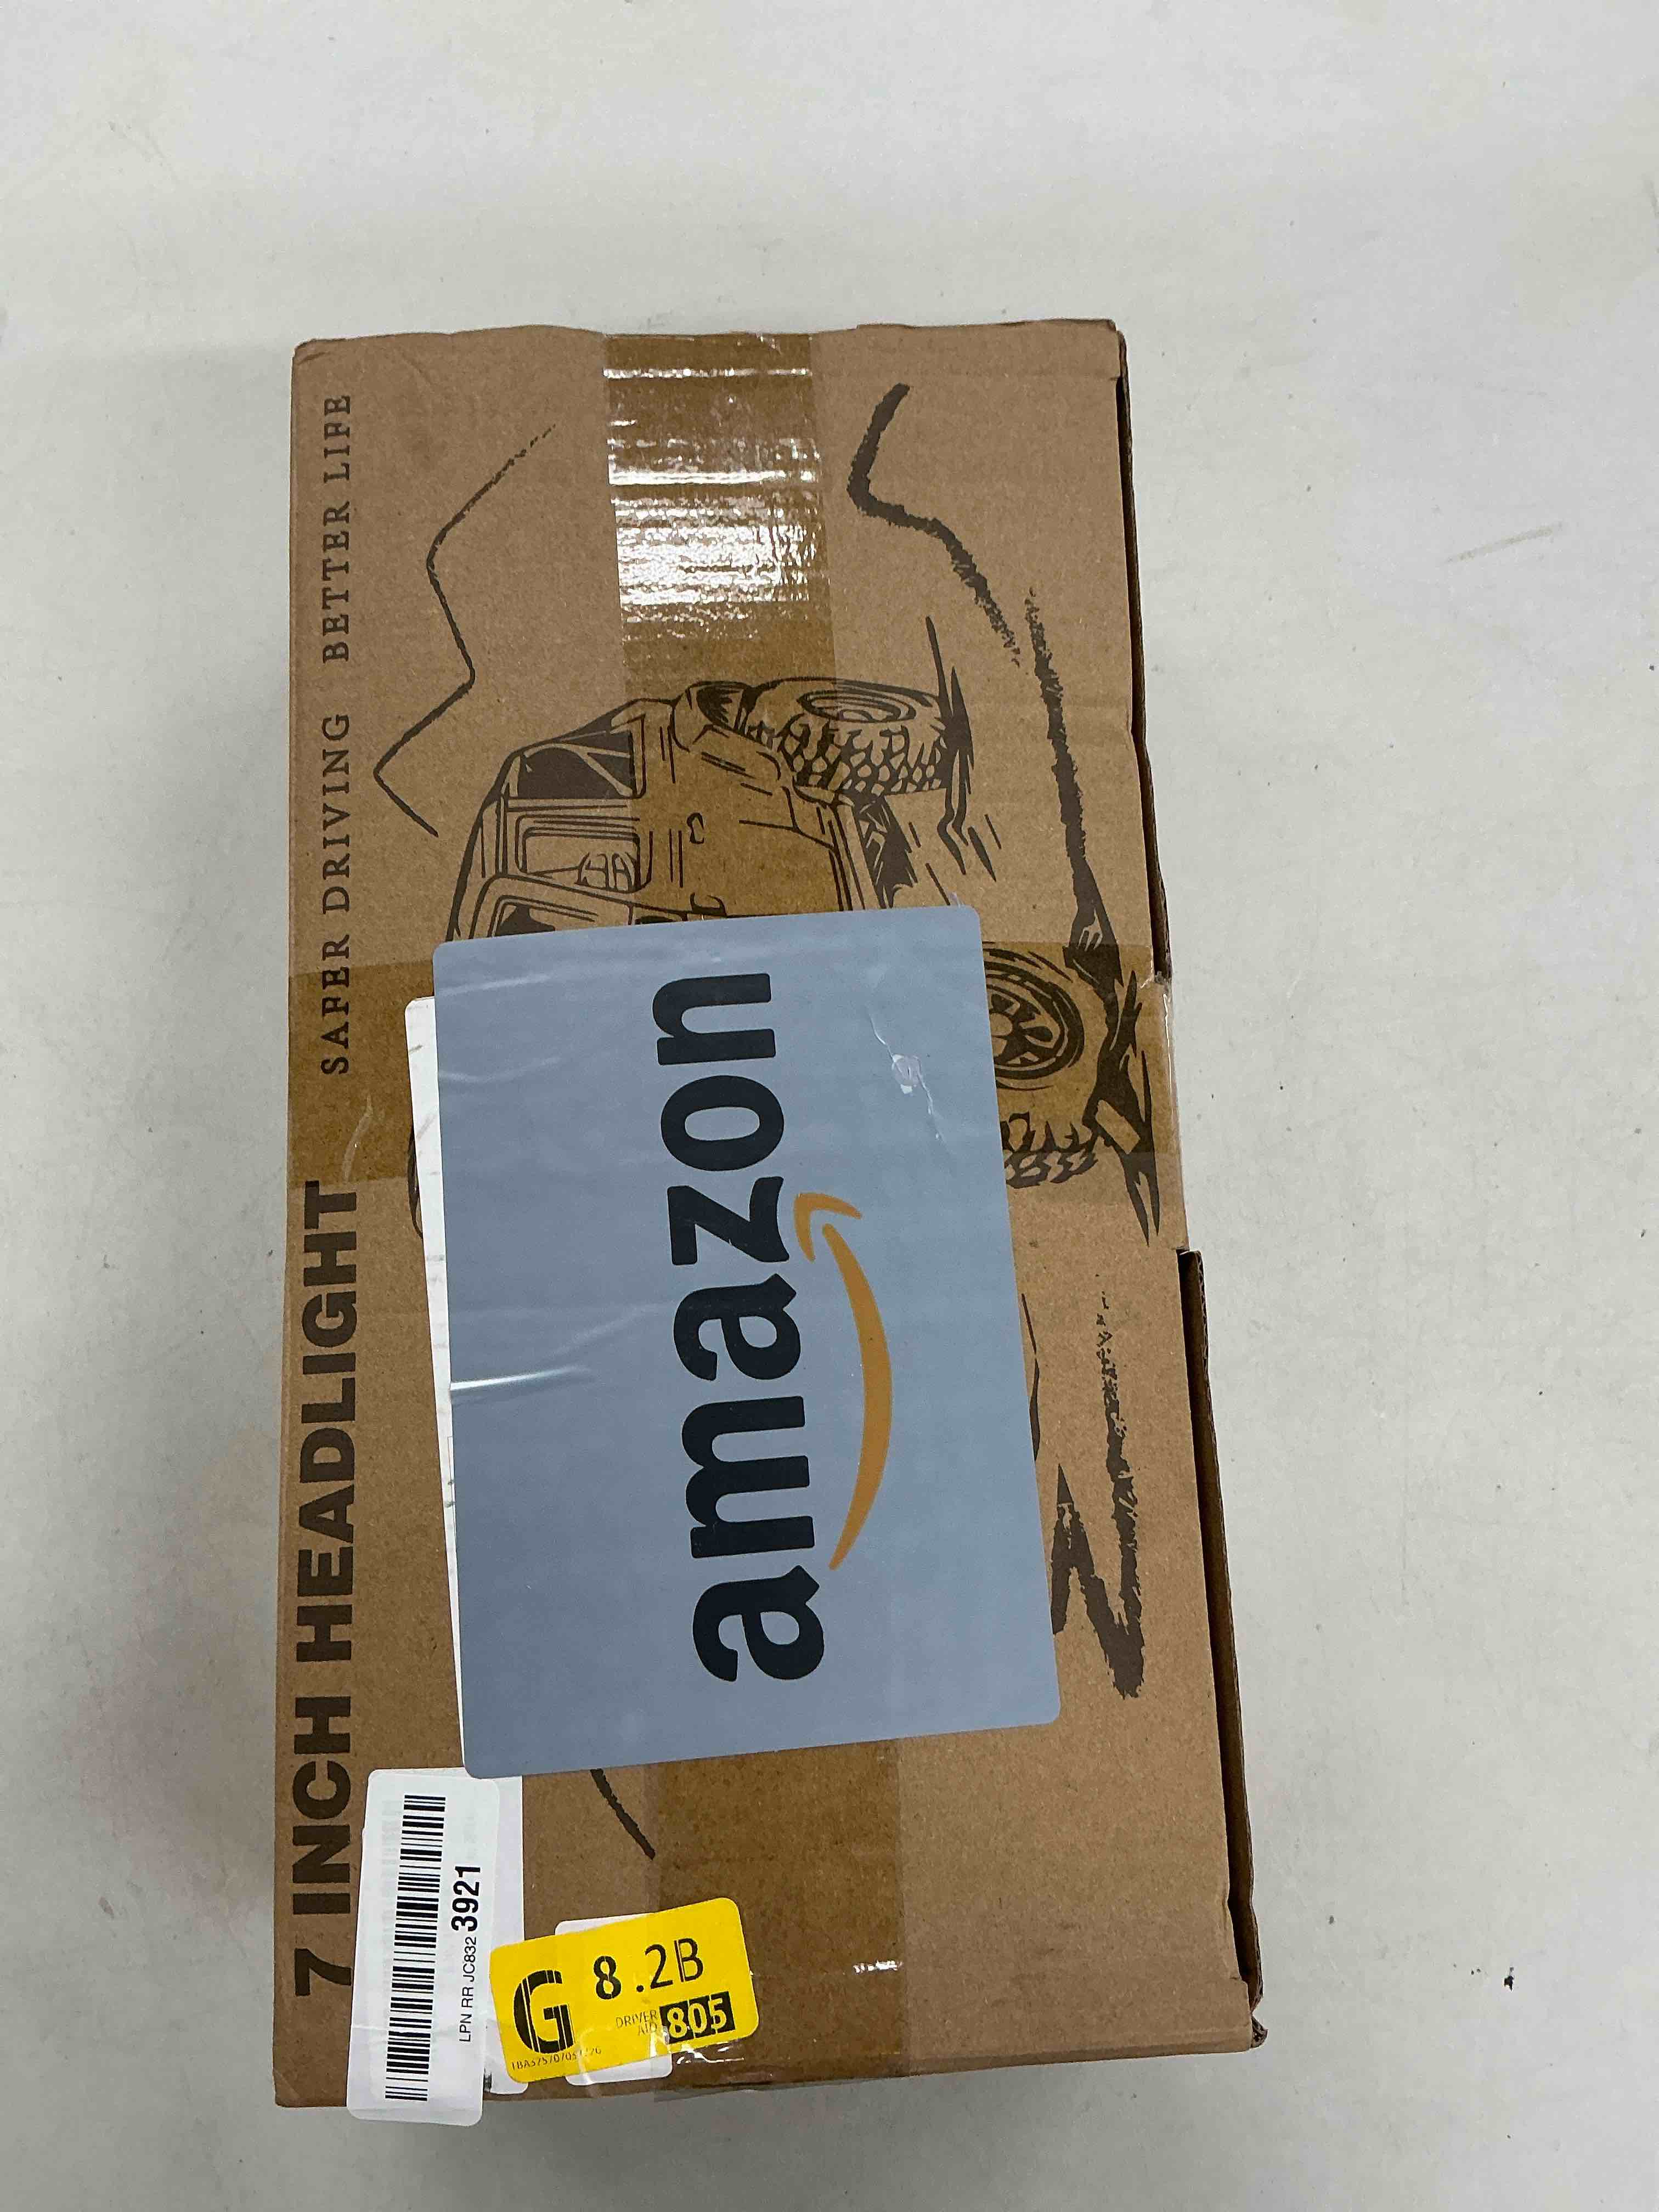 7 INCH HEADLIGHT
SAFER DRIVING BETTER LIFE
amazon
LPN RR JC832 3921
G
8.2B
DRIVER
AID
805